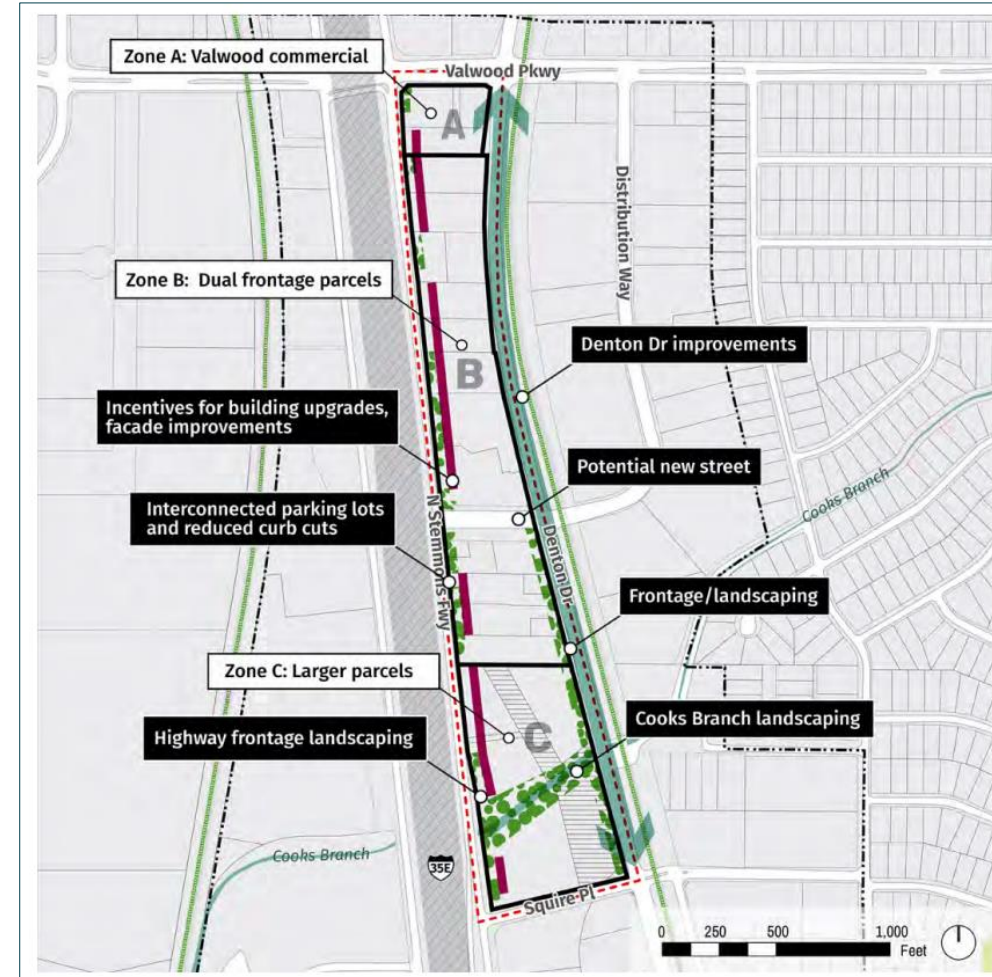 Zone A: Valwood commercial
Valwood Pkwy
A
Distribution Way
Zone B: Dual frontage parcels
Denton Dr improvements
B
Incentives for building upgrades,
facade improvements
Potential new street
Cooks Branch
Interconnected parking lots
and reduced curb cuts
N Stemmons Fwy
Denton Dr
Frontage/landscaping
Zone C: Larger parcels
Cooks Branch landscaping
Highway frontage landscaping
C
Cooks Branch
35E
Squire Pl
0 250 500 1,000
Feet